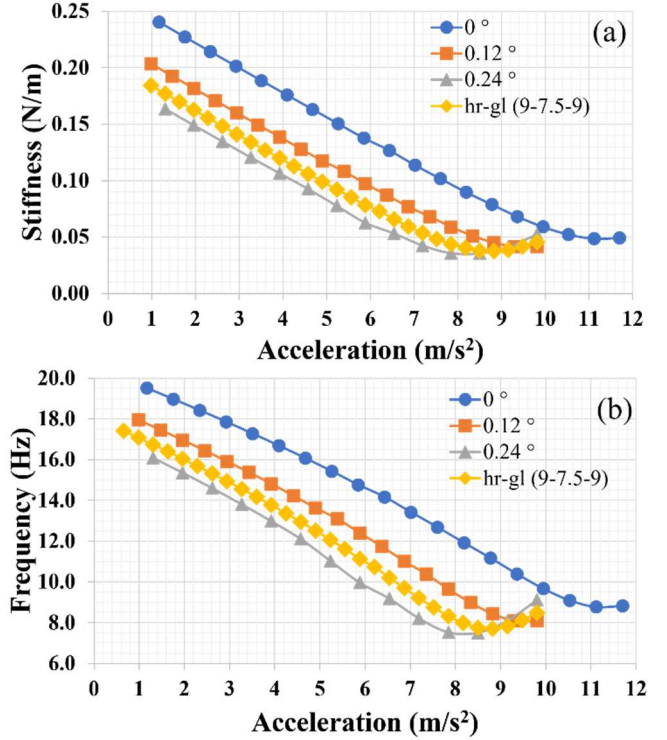 0.25
0.20
0.15
0.10
0.05
0.00
Stiffness (N/m)
(a)
0 °
0.12 °
0.24 °
hr-gl (9-7.5-9)
0 1 2 3 4 5 6 7 8 9 10 11 12
Acceleration (m/s²)
20.0
18.0
16.0
14.0
12.0
10.0
8.0
6.0
Frequency (Hz)
(b)
0 °
0.12 °
0.24 °
hr-gl (9-7.5-9)
0 1 2 3 4 5 6 7 8 9 10 11 12
Acceleration (m/s²)